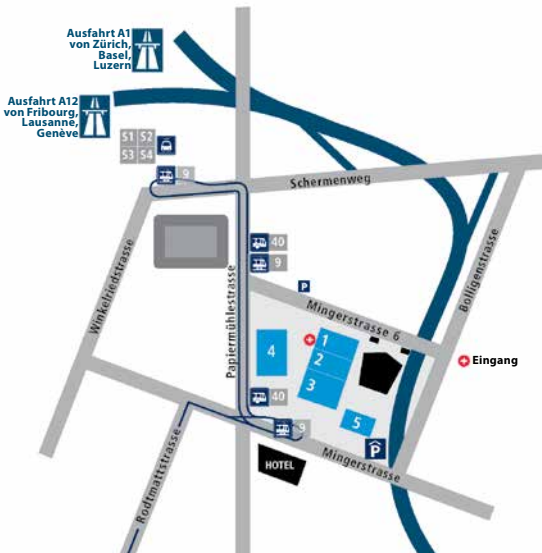 Ausfahrt A1
von Zürich,
Basel,
Luzern
Ausfahrt A12
von Fribourg,
Lausanne,
Genève
S1 S2
S3 S4
9
Schermenweg
40
9
P
Winkelfriedstrasse
Papiermühlestrasse
Bolligenstrasse
Mingerstrasse 6
1
2
3
4
5
Eingang
40
9
P
HOTEL
Mingerstrasse
Rodtmattstrasse